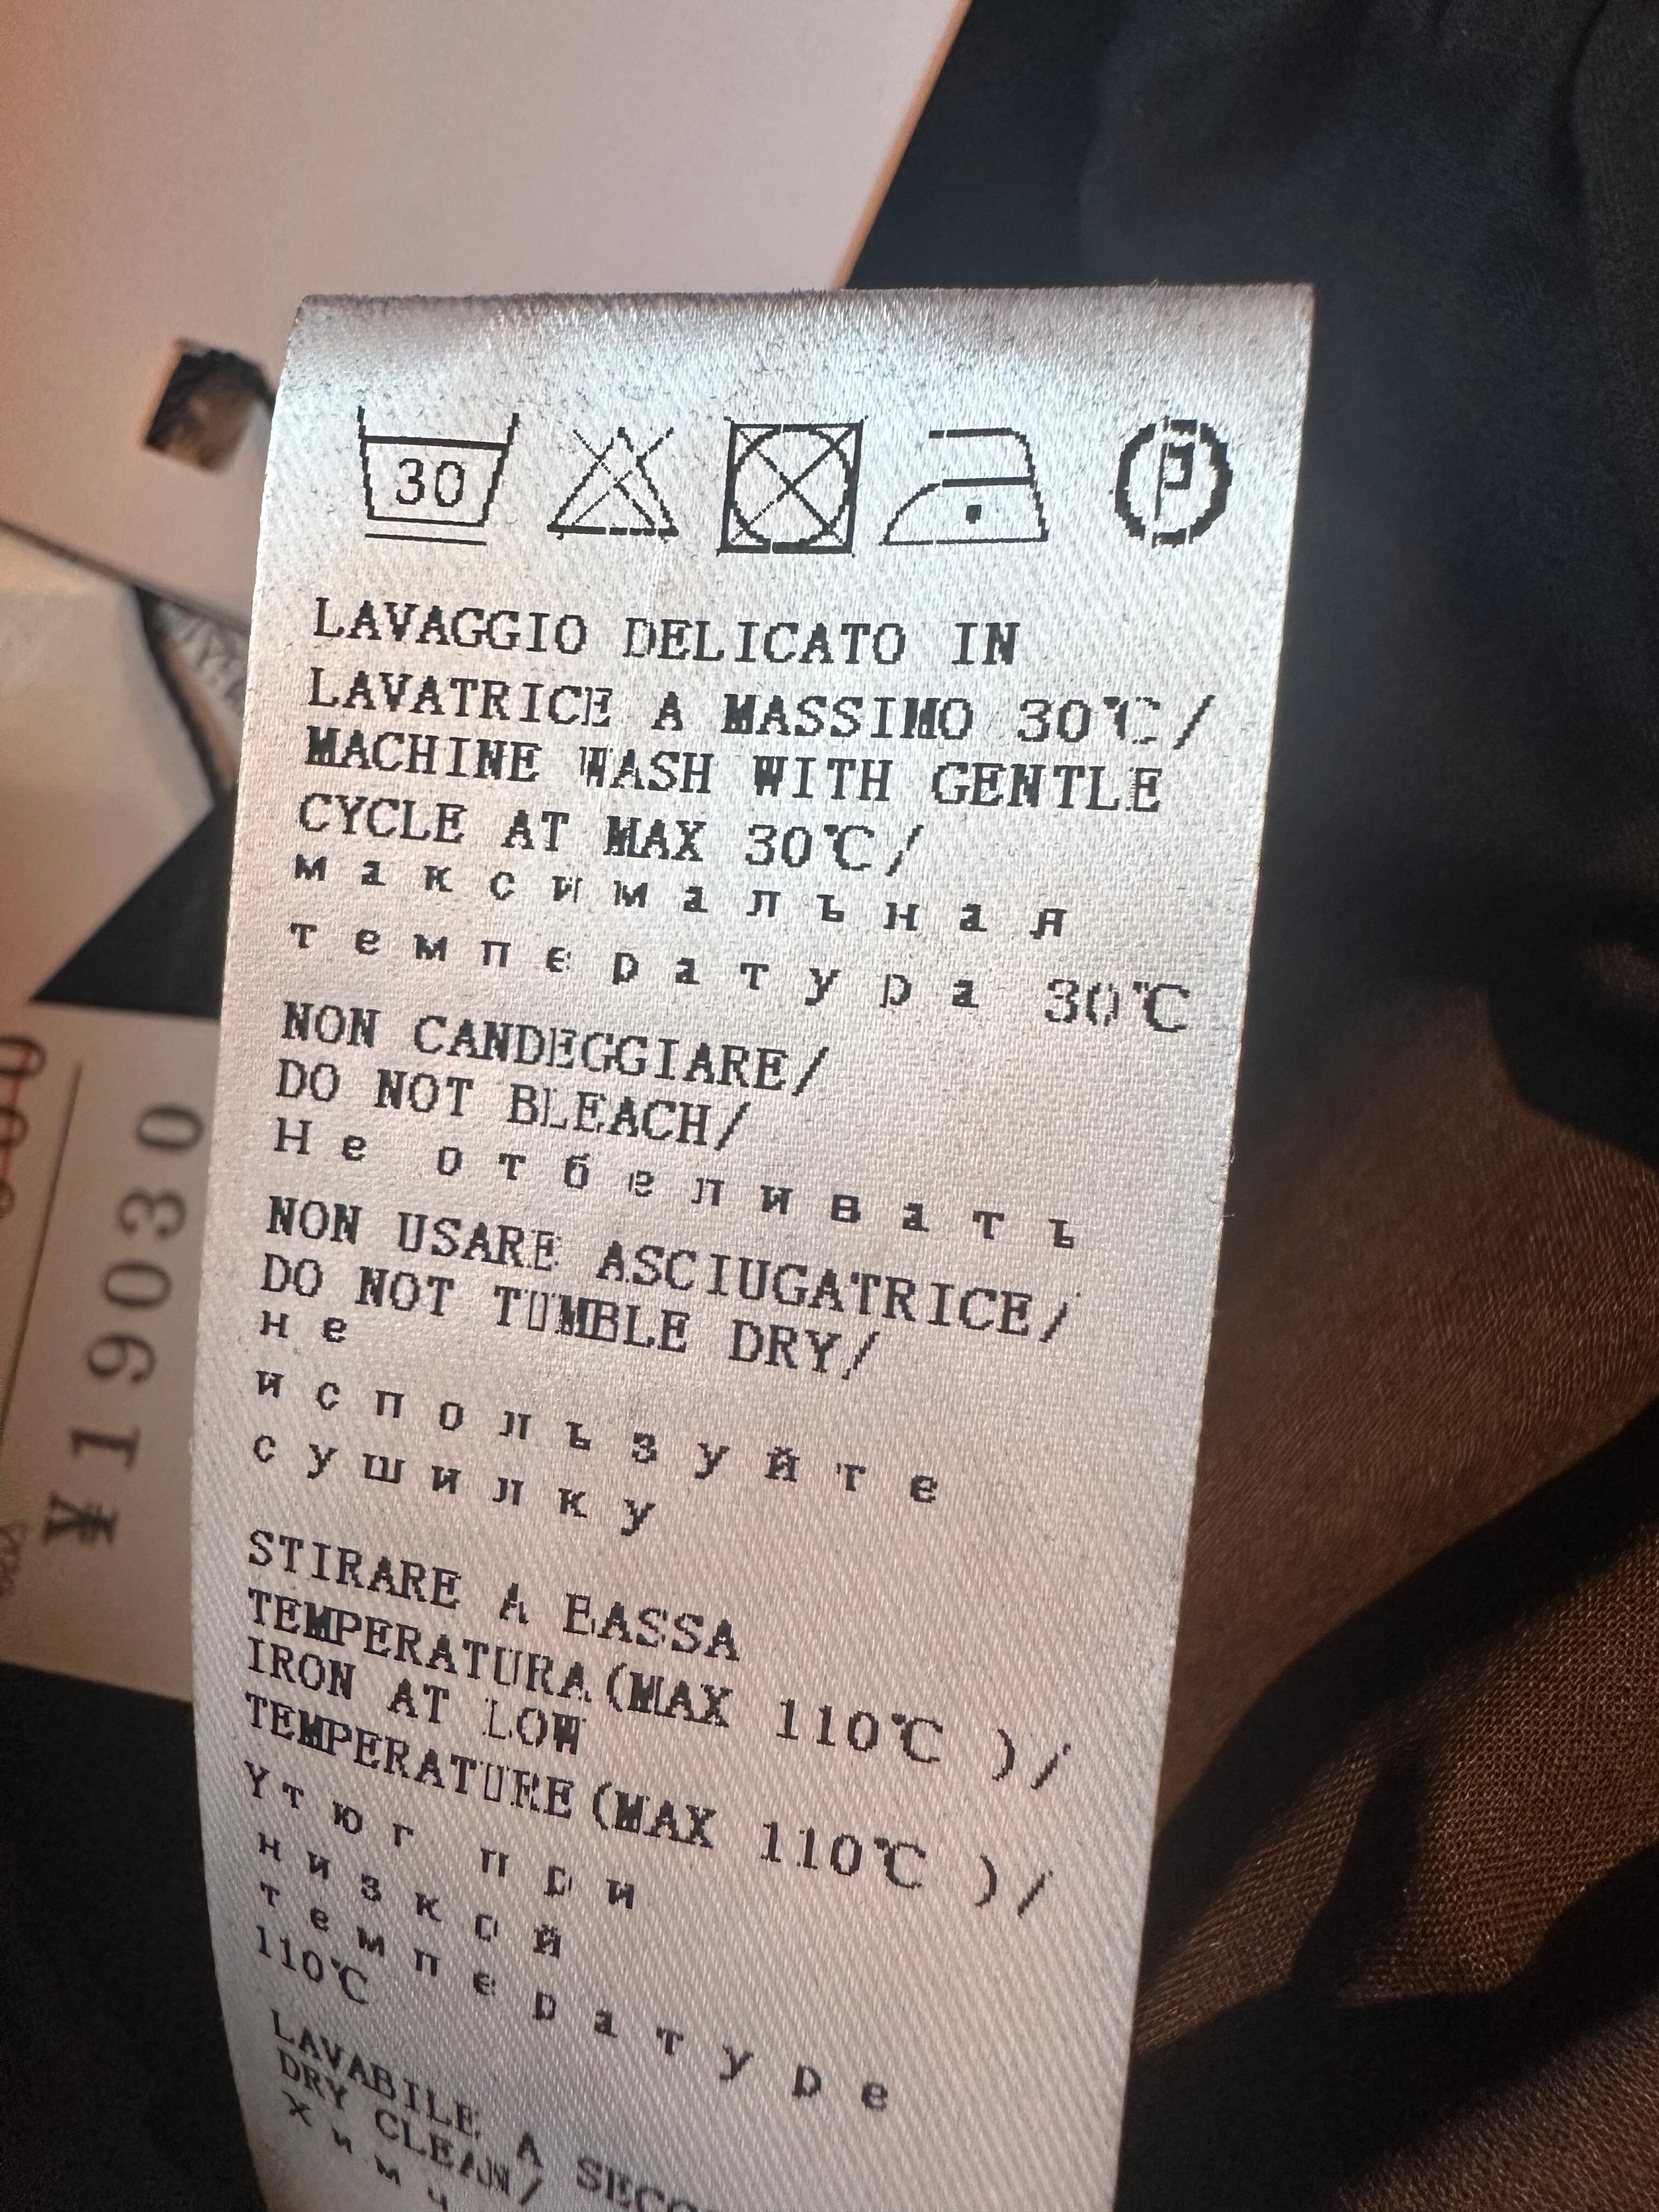 30
P
LAVAGGIO DELICATO IN
LAVATRICE A MASSIMO 30℃/
MACHINE WASH WITH GENTLE
CYCLE AT MAX 30℃/
максимальная
температура 30℃
NON CANDEGGIARE/
DO NOT BLEACH/
Не отбеливать
NON USARE ASCIUGATRICE/
DO NOT TUMBLE DRY/
не
используйте
сушилку
STIRARE A BASSA
TEMPERATURA(MAX 110℃ )/
IRON AT LOW
TEMPERATURE(MAX 110℃ )/
Утюг при
низкой
температуре
110℃
LAVABILE A
DRY CLEAN/
¥19030